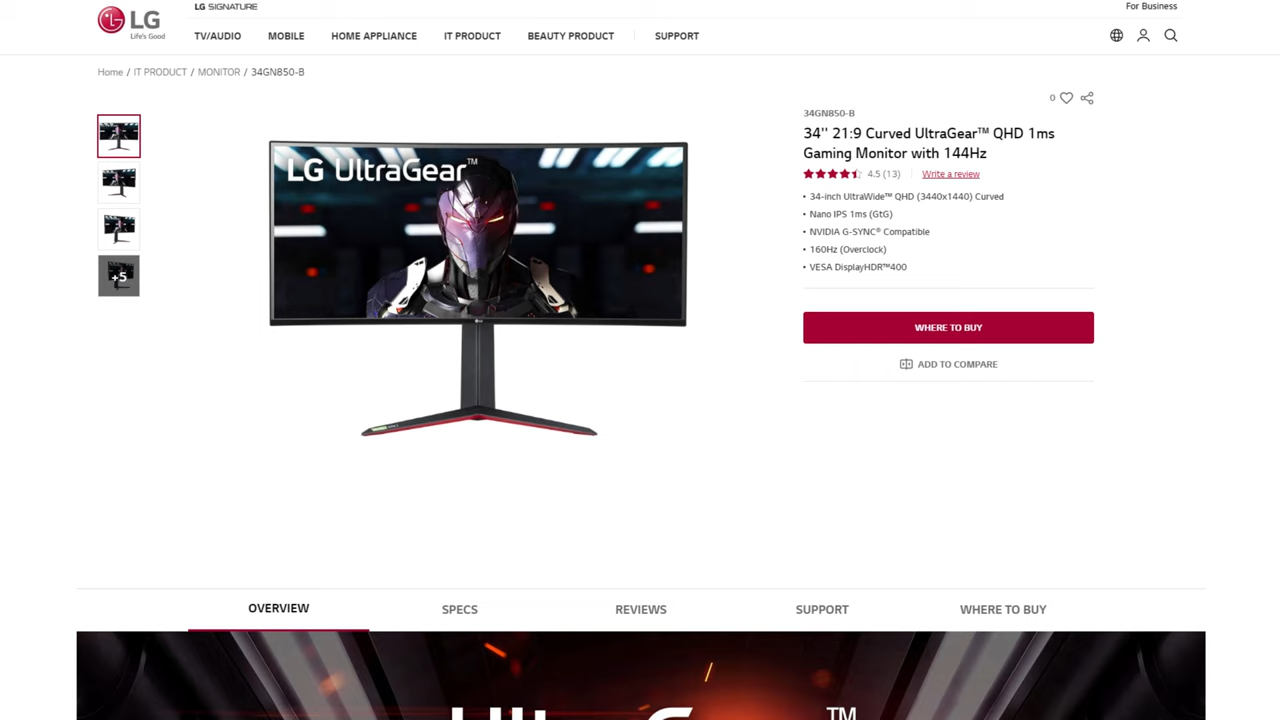 LG SIGNATURE
For Business
LG
Life's Good
TV/AUDIO MOBILE HOME APPLIANCE IT PRODUCT BEAUTY PRODUCT SUPPORT
Home / IT PRODUCT / MONITOR / 34GN850-B
0
34GN850-B
34'' 21:9 Curved UltraGear™ QHD 1ms
Gaming Monitor with 144Hz
4.5 (13) Write a review
• 34-inch UltraWide™ QHD (3440x1440) Curved
• Nano IPS 1ms (GtG)
• NVIDIA G-SYNC® Compatible
• 160Hz (Overclock)
• VESA DisplayHDR™400
WHERE TO BUY
ADD TO COMPARE
+5
LG UltraGear™
LG
OVERVIEW SPECS REVIEWS SUPPORT WHERE TO BUY
UltraG™